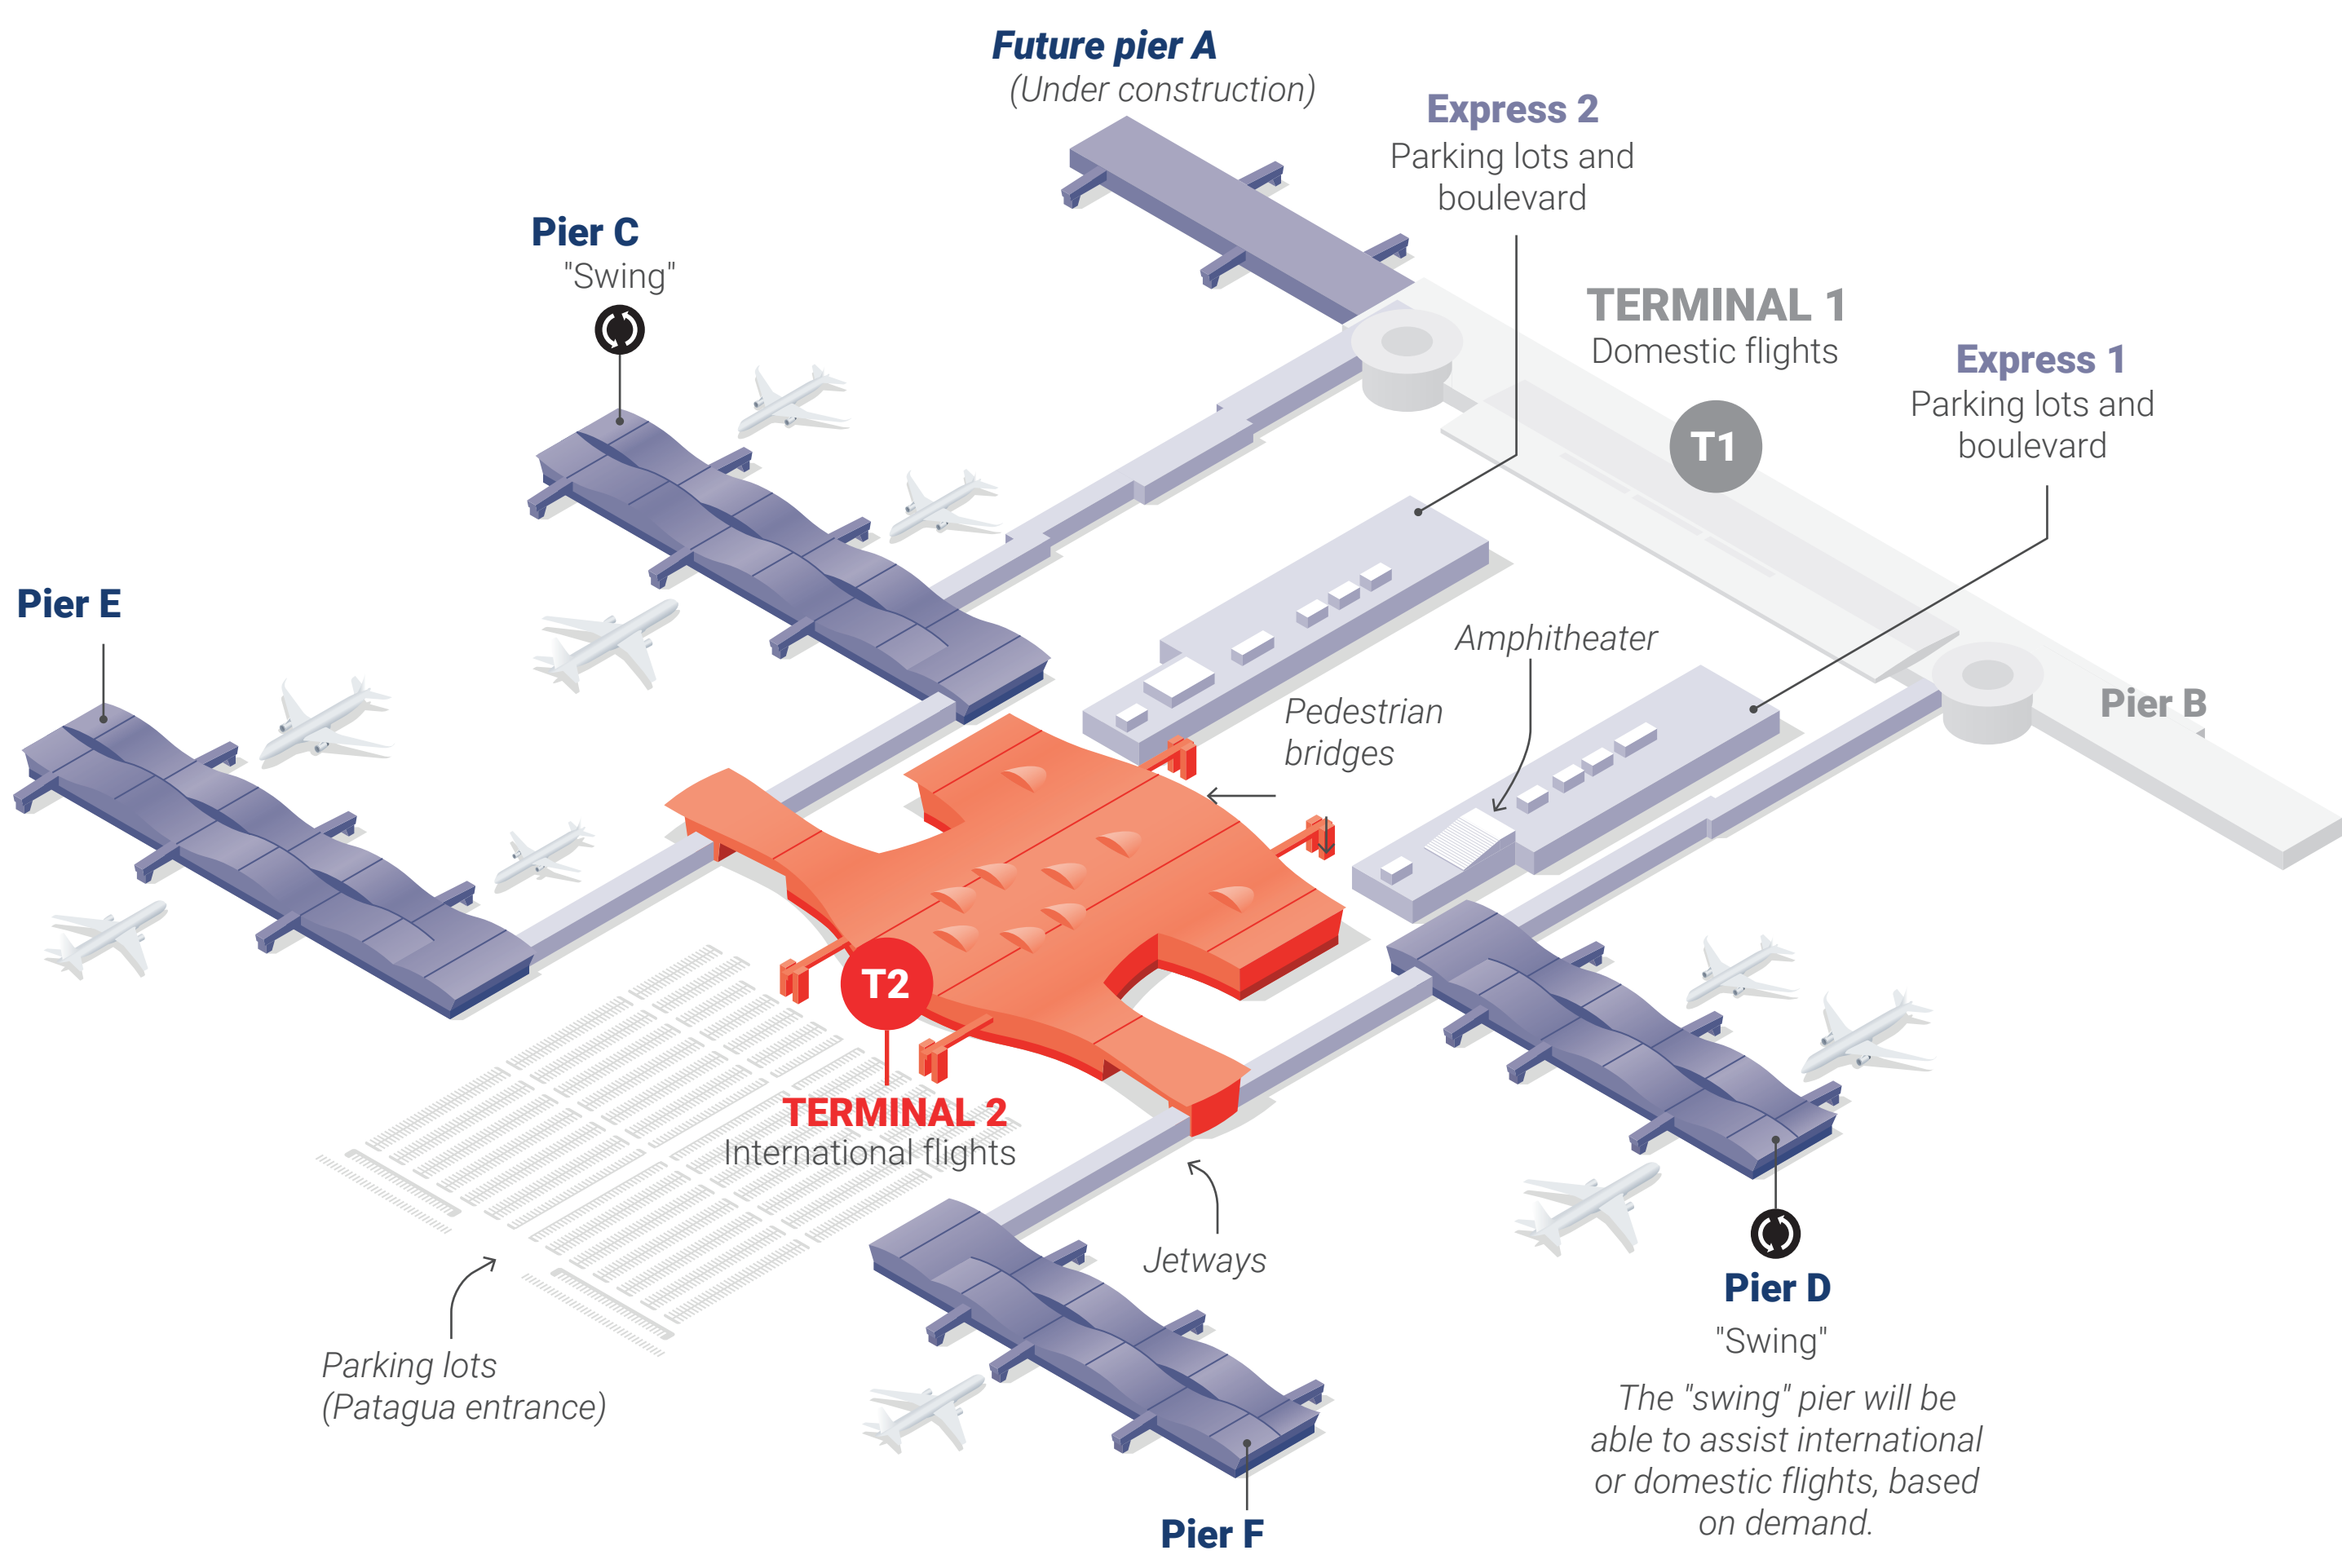 Future pier A
(Under construction)
Express 2
Parking lots and
boulevard
Pier C
"Swing"
TERMINAL 1
Domestic flights
T1
Express 1
Parking lots and
boulevard
Pier E
Amphitheater
Pedestrian
bridges
Pier B
T2
TERMINAL 2
International flights
Jetways
Parking lots
(Patagua entrance)
Pier D
"Swing"
The "swing" pier will be
able to assist international
or domestic flights, based
on demand.
Pier F